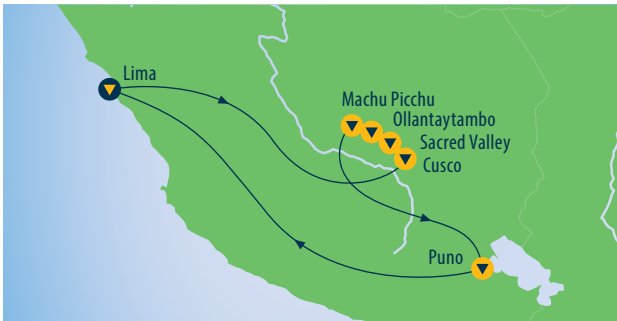 Lima
Machu Picchu
Ollantaytambo
Sacred Valley
Cusco
Puno